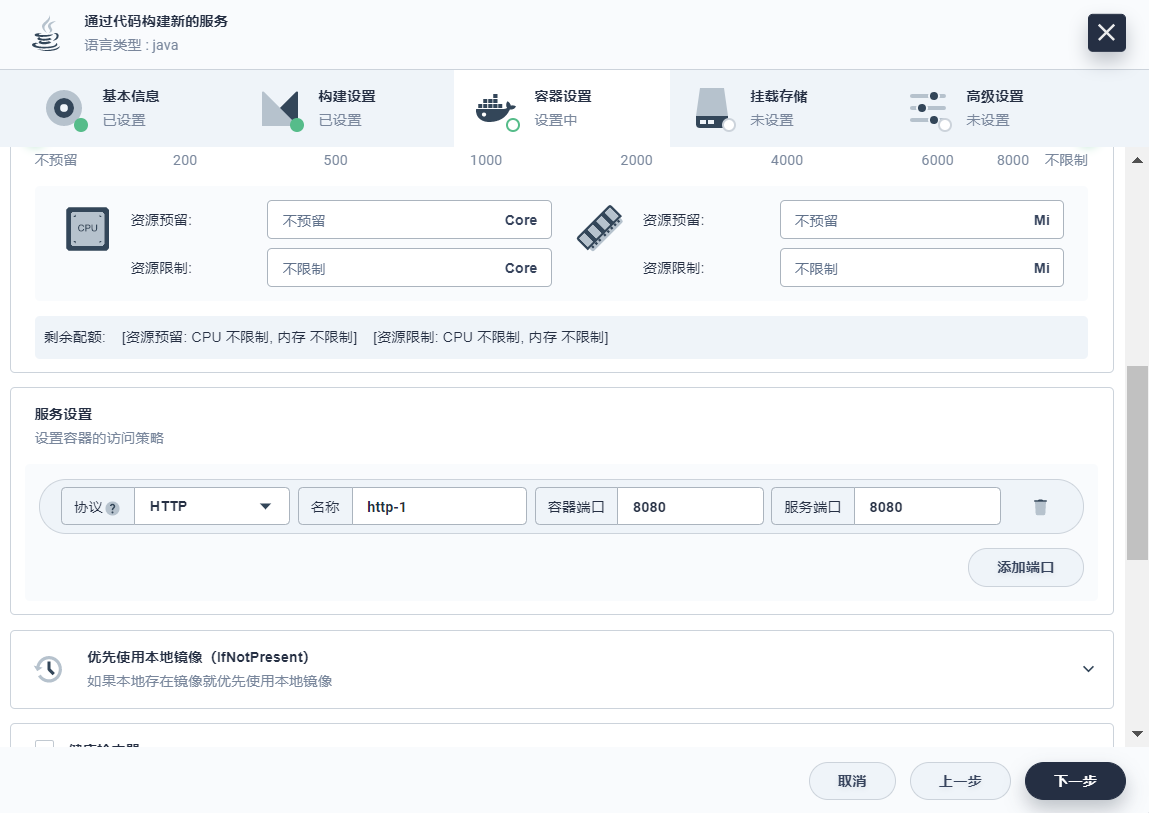 通过代码构建新的服务
语言类型 : java
基本信息
已设置
构建设置
已设置
容器设置
设置中
挂载存储
未设置
高级设置
未设置
不预留 200 500 1000 2000 4000 6000 8000 不限制
CPU
资源预留: 不预留 Core
资源预留: 不预留 Mi
资源限制: 不限制 Core
资源限制: 不限制 Mi
剩余配额: [资源预留: CPU 不限制, 内存 不限制] [资源限制: CPU 不限制, 内存 不限制]
服务设置
设置容器的访问策略
协议 ? HTTP 名称 http-1 容器端口 8080 服务端口 8080
添加端口
优先使用本地镜像（IfNotPresent）
如果本地存在镜像就优先使用本地镜像
取消 上一步 下一步